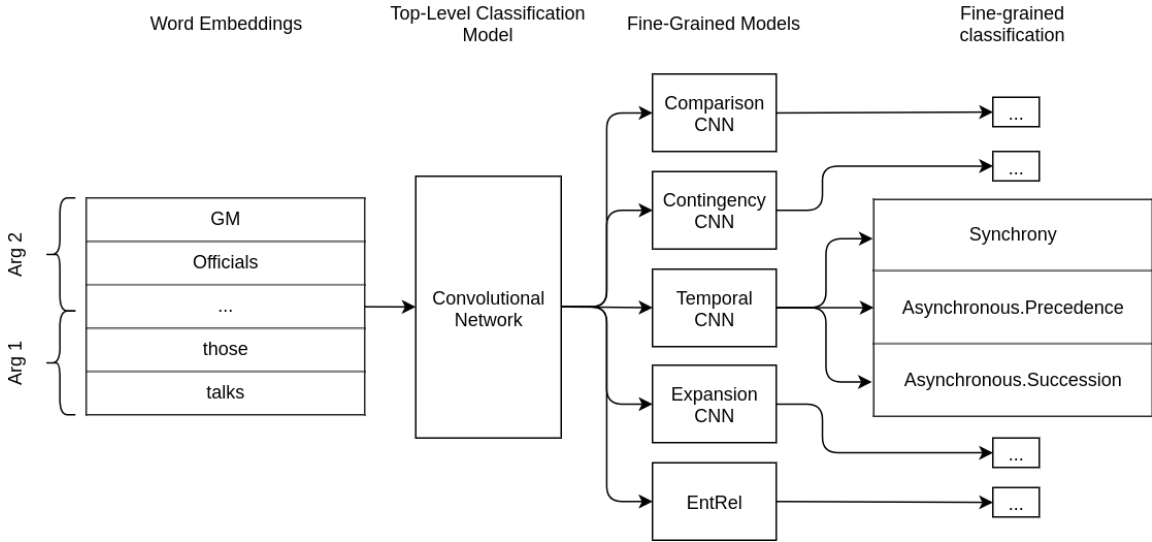 Word Embeddings
Top-Level Classification
Model
Fine-Grained Models
Fine-grained
classification
Arg 2
Arg 1
GM
Officials
...
those
talks
Convolutional
Network
Comparison
CNN
Contingency
CNN
Temporal
CNN
Expansion
CNN
EntRel
...
...
Synchrony
Asynchronous.Precedence
Asynchronous.Succession
...
...